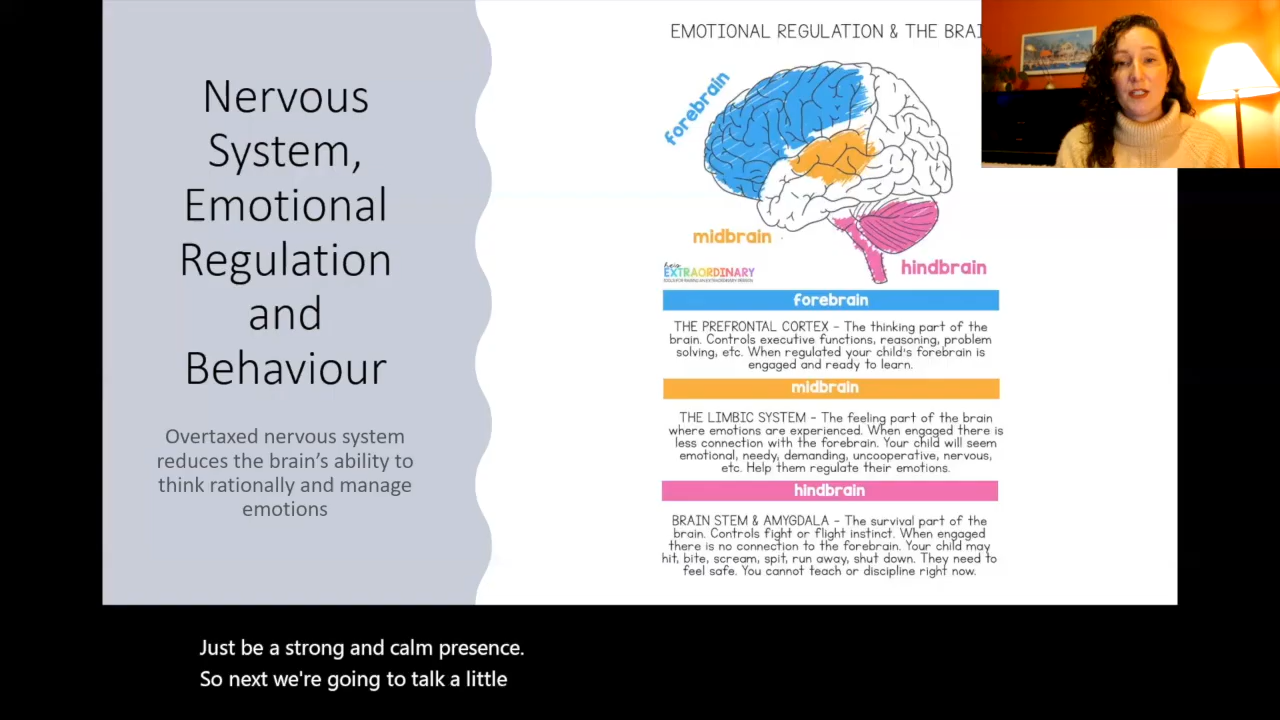 Nervous
System,
Emotional
Regulation
and
Behaviour
Overtaxed nervous system
reduces the brain's ability to
think rationally and manage
emotions
EMOTIONAL REGULATION & THE BRAI
forebrain
midbrain
hindbrain
EXTRAORDINARY
forebrain
THE PREFRONTAL CORTEX - The thinking part of the
brain. Controls executive functions, reasoning, problem
solving, etc. When regulated your child's forebrain is
engaged and ready to learn.
midbrain
THE LIMBIC SYSTEM - The feeling part of the brain
where emotions are experienced. When engaged there is
less connection with the forebrain. Your child will seem
emotional, needy, demanding, uncooperative, nervous,
etc. Help them regulate their emotions.
hindbrain
BRAIN STEM & AMYGDALA - The survival part of the
brain. Controls fight or flight instinct. When engaged
there is no connection to the forebrain. Your child may
hit, bite, scream, spit, run away, shut down. They need to
feel safe. You cannot teach or discipline right now.
Just be a strong and calm presence.
So next we're going to talk a little